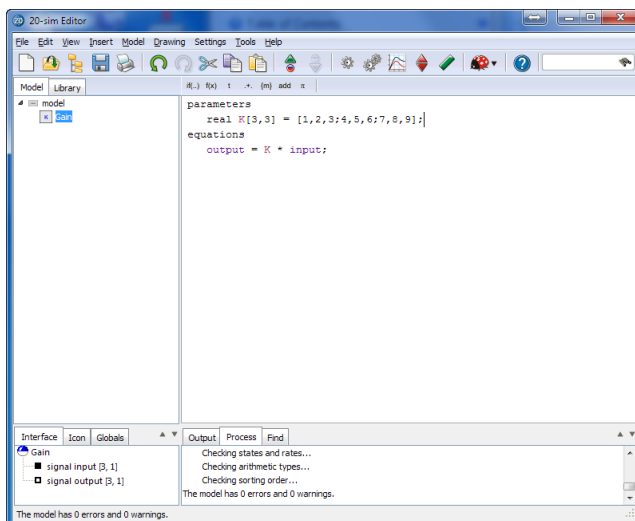 20-sim Editor
File Edit View Insert Model Drawing Settings Tools Help
Model Library
if(..) f(x) t .+. {m} add π
model
K Gain
parameters
real K[3,3] = [1,2,3;4,5,6;7,8,9];
equations
output = K * input;
Interface Icon Globals
Gain
signal input [3, 1]
signal output [3, 1]
Output Process Find
Checking states and rates...
Checking arithmetic types...
Checking sorting order...
The model has 0 errors and 0 warnings.
The model has 0 errors and 0 warnings.